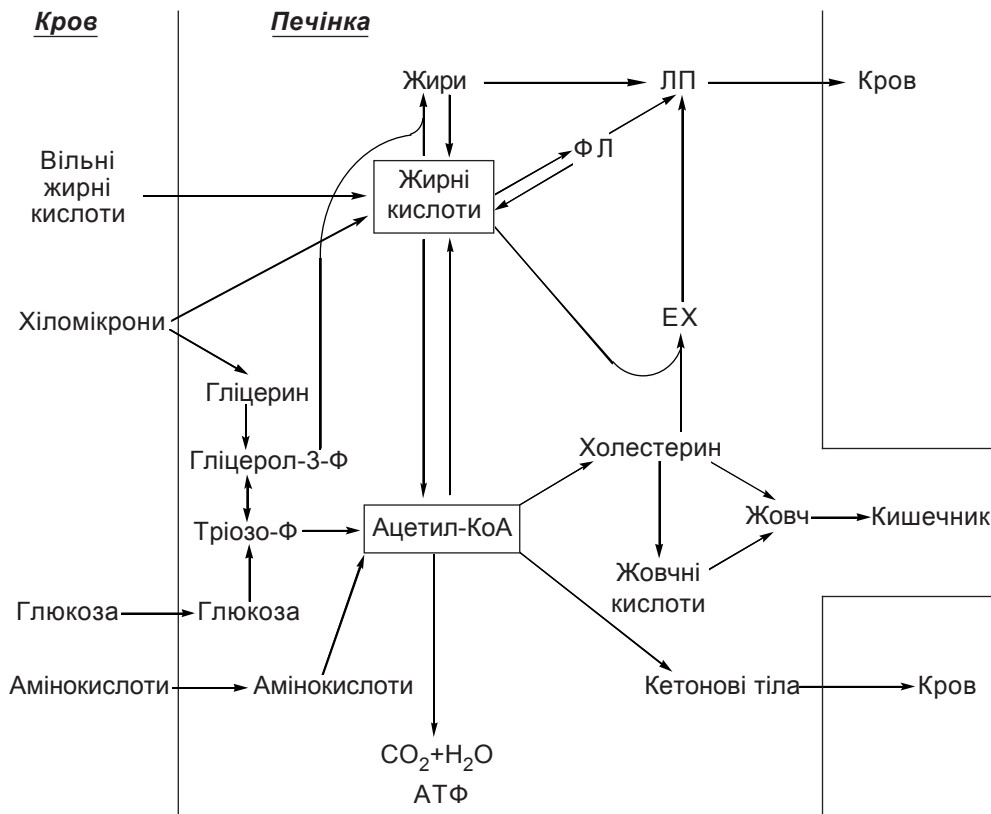 Кров
Печінка
Жири
ЛП
Кров
ФЛ
Вільні
жирні
кислоти
Жирні
кислоти
Хіломікрони
ЕХ
Гліцерин
Гліцерол-3-Ф
Холестерин
Тріозо-Ф
Ацетил-КоА
Жовч
Кишечник
Жовчні
кислоти
Глюкоза
Глюкоза
Амінокислоти
Амінокислоти
Кетонові тіла
Кров
CO₂+H₂O
АТФ